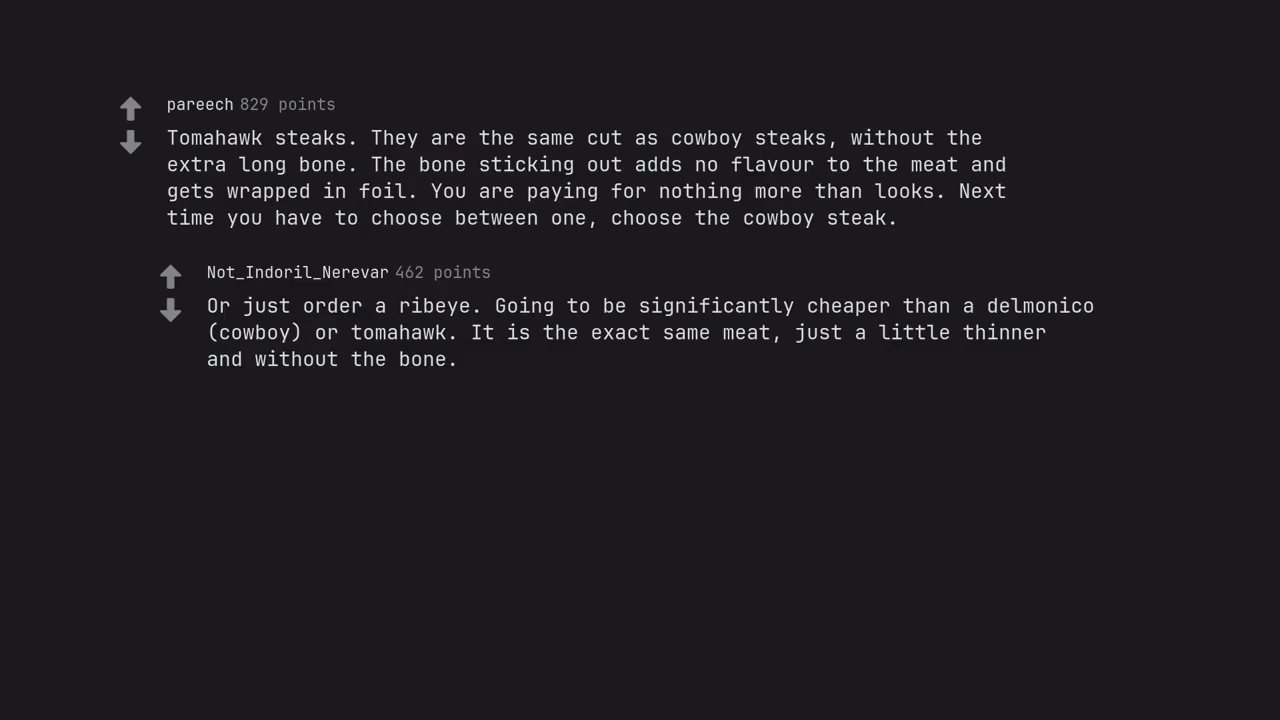 pareech 829 points
Tomahawk steaks. They are the same cut as cowboy steaks, without the
extra long bone. The bone sticking out adds no flavour to the meat and
gets wrapped in foil. You are paying for nothing more than looks. Next
time you have to choose between one, choose the cowboy steak.
Not_Indoril_Nerevar 462 points
Or just order a ribeye. Going to be significantly cheaper than a delmonico
(cowboy) or tomahawk. It is the exact same meat, just a little thinner
and without the bone.